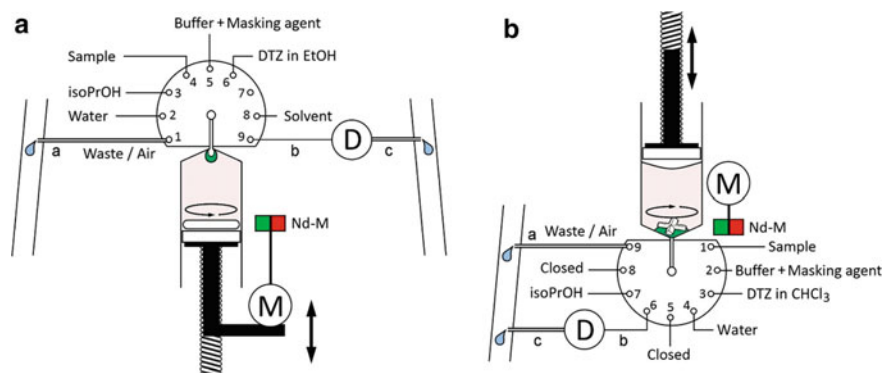 a
Buffer + Masking agent
Sample
DTZ in EtOH
isoPrOH
Water
Solvent
1
2
3
4
5
6
7
8
9
D
a
Waste / Air
b
c
Nd-M
M
b
M
Nd-M
a
Waste / Air
9
1
Sample
Closed
8
2
Buffer + Masking agent
isoPrOH
7
3
DTZ in CHCl₃
6
5
4
Water
D
c
b
Closed